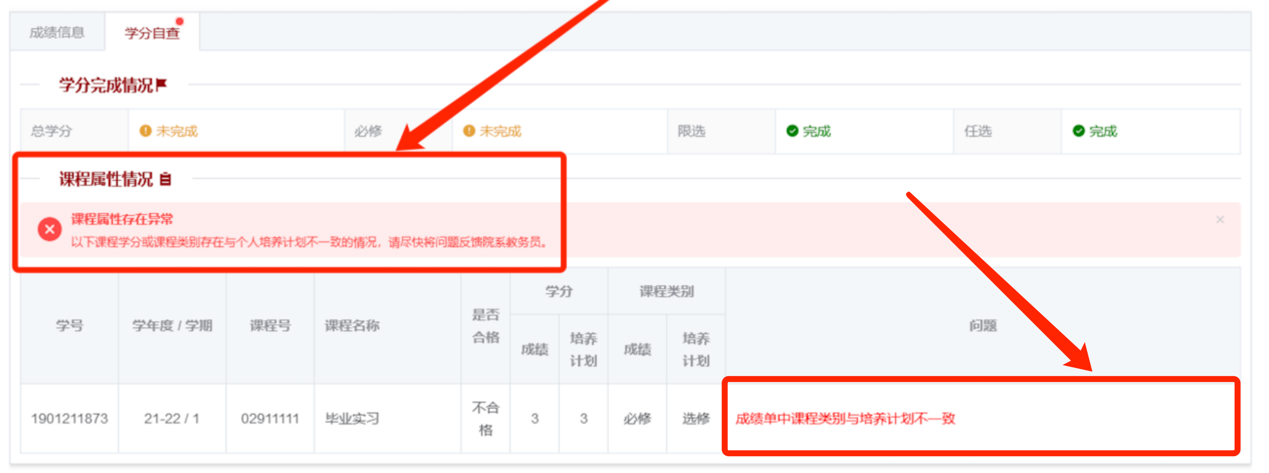 成绩信息 学分自查
学分完成情况
总学分 未完成 必修 未完成 限选 完成 任选 完成
课程属性情况
课程属性存在异常
以下课程学分或课程类别存在与个人培养计划不一致的情况，请尽快将问题反馈院系教务员。
学号 学年度 / 学期 课程号 课程名称 是否合格 学分 课程类别 问题
成绩 培养计划 成绩 培养计划
1901211873 21-22 / 1 02911111 毕业实习 不合格 3 3 必修 选修 成绩单中课程类别与培养计划不一致